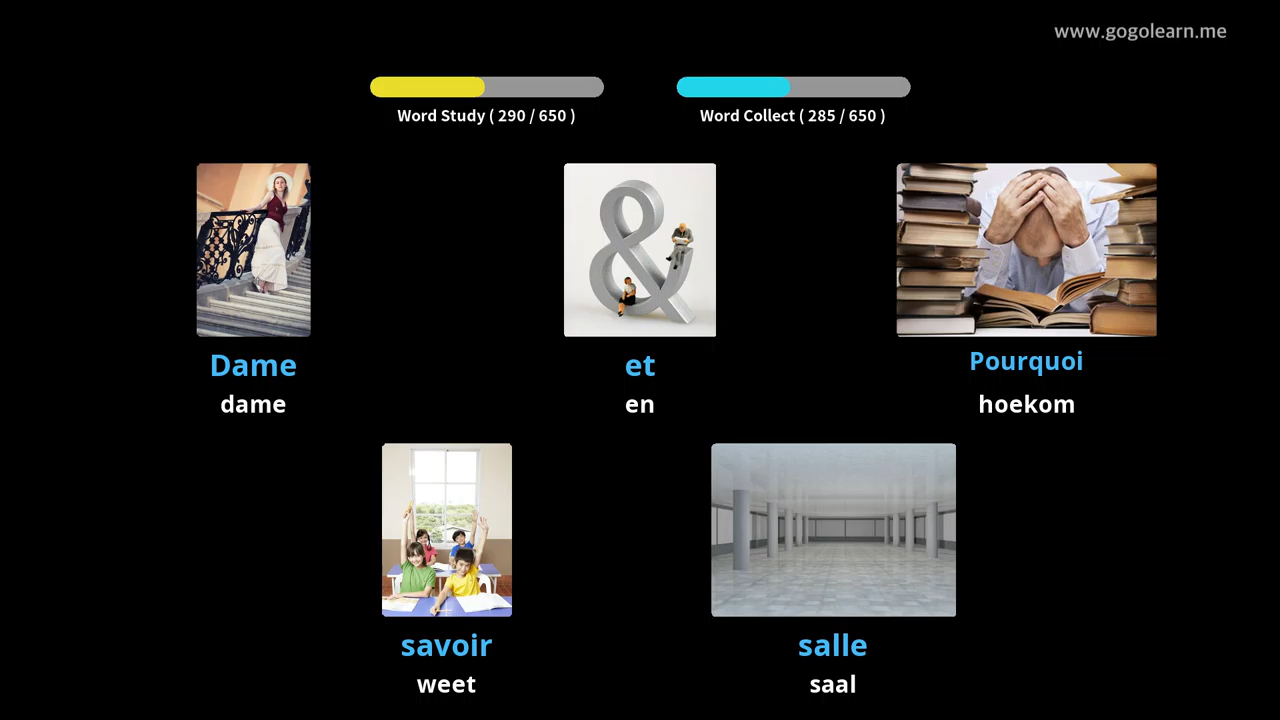 www.gogolearn.me
Word Study ( 290 / 650 )
Word Collect ( 285 / 650 )
Dame
dame
et
en
Pourquoi
hoekom
savoir
weet
salle
saal